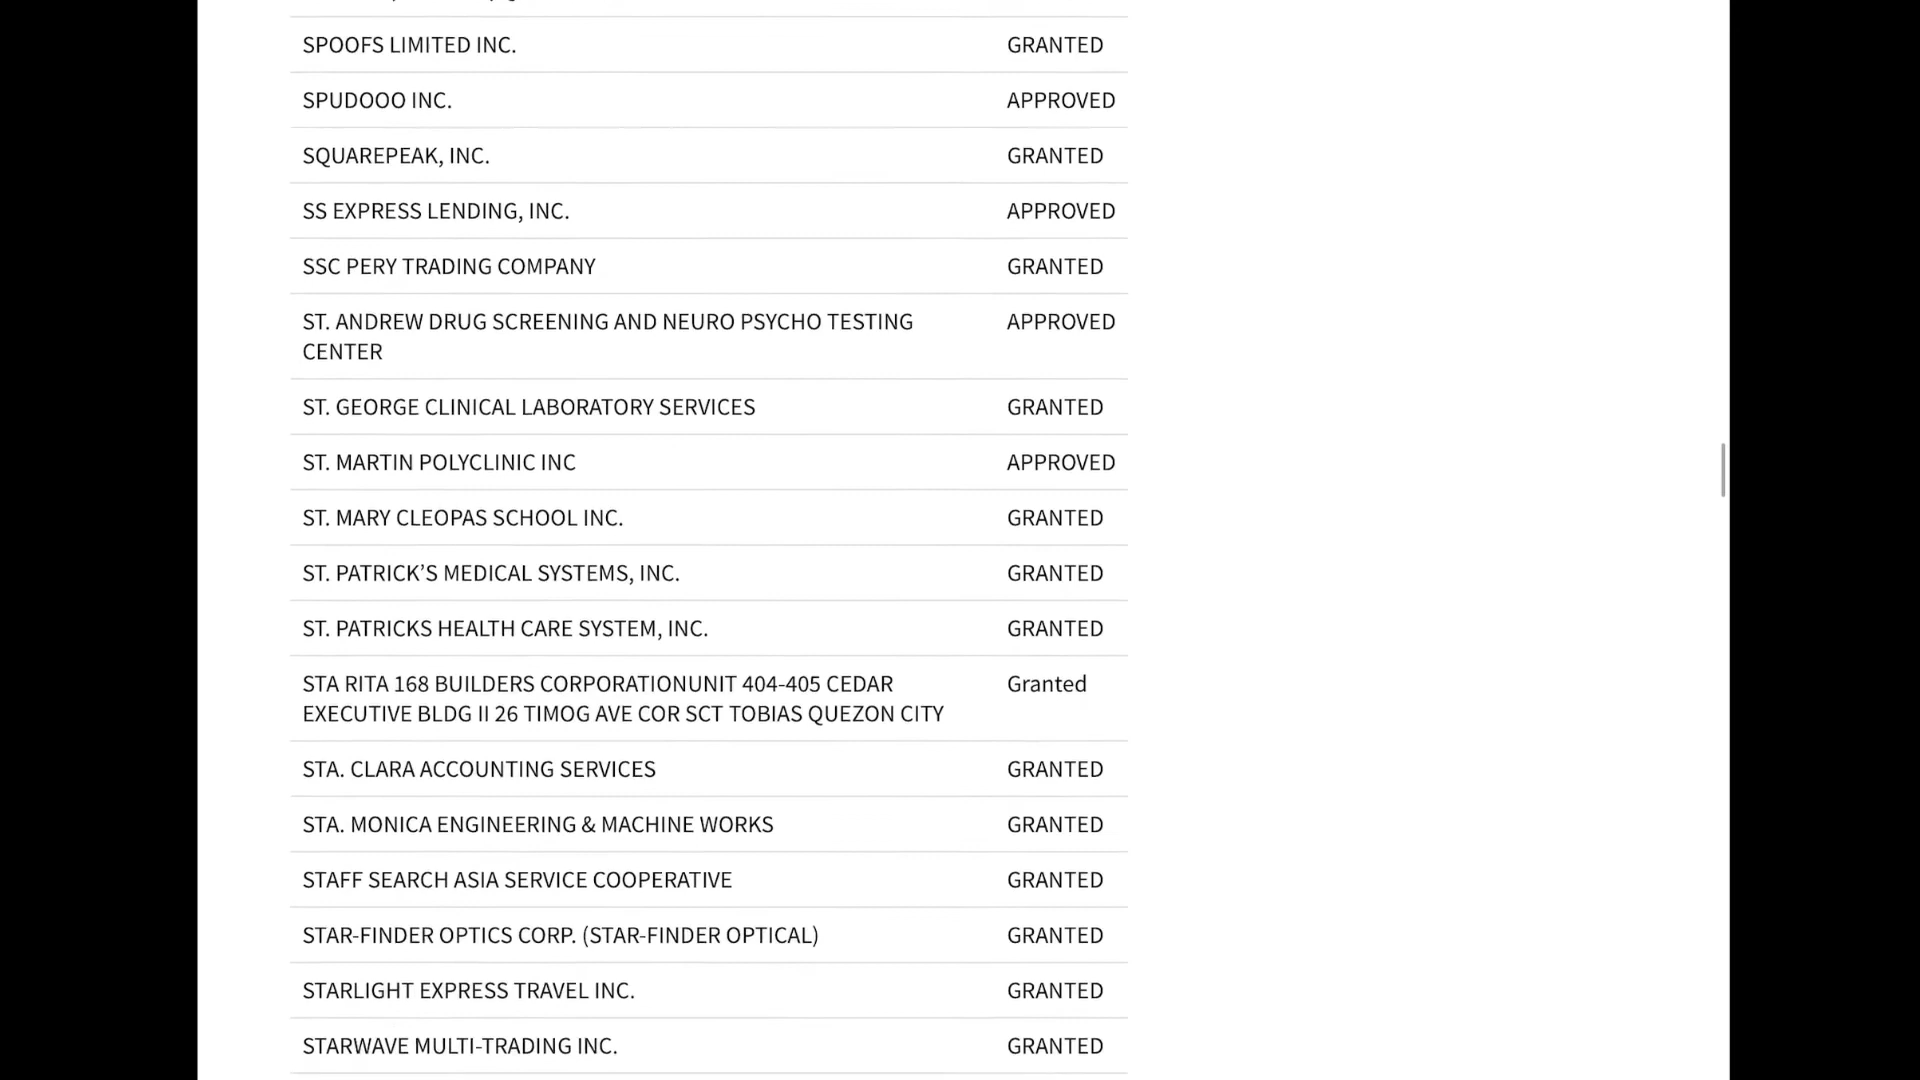 SPOOFS LIMITED INC. GRANTED
SPUDOOO INC. APPROVED
SQUAREPEAK, INC. GRANTED
SS EXPRESS LENDING, INC. APPROVED
SSC PERY TRADING COMPANY GRANTED
ST. ANDREW DRUG SCREENING AND NEURO PSYCHO TESTING APPROVED
CENTER
ST. GEORGE CLINICAL LABORATORY SERVICES GRANTED
ST. MARTIN POLYCLINIC INC APPROVED
ST. MARY CLEOPAS SCHOOL INC. GRANTED
ST. PATRICK’S MEDICAL SYSTEMS, INC. GRANTED
ST. PATRICKS HEALTH CARE SYSTEM, INC. GRANTED
STA RITA 168 BUILDERS CORPORATIONUNIT 404-405 CEDAR Granted
EXECUTIVE BLDG II 26 TIMOG AVE COR SCT TOBIAS QUEZON CITY
STA. CLARA ACCOUNTING SERVICES GRANTED
STA. MONICA ENGINEERING & MACHINE WORKS GRANTED
STAFF SEARCH ASIA SERVICE COOPERATIVE GRANTED
STAR-FINDER OPTICS CORP. (STAR-FINDER OPTICAL) GRANTED
STARLIGHT EXPRESS TRAVEL INC. GRANTED
STARWAVE MULTI-TRADING INC. GRANTED